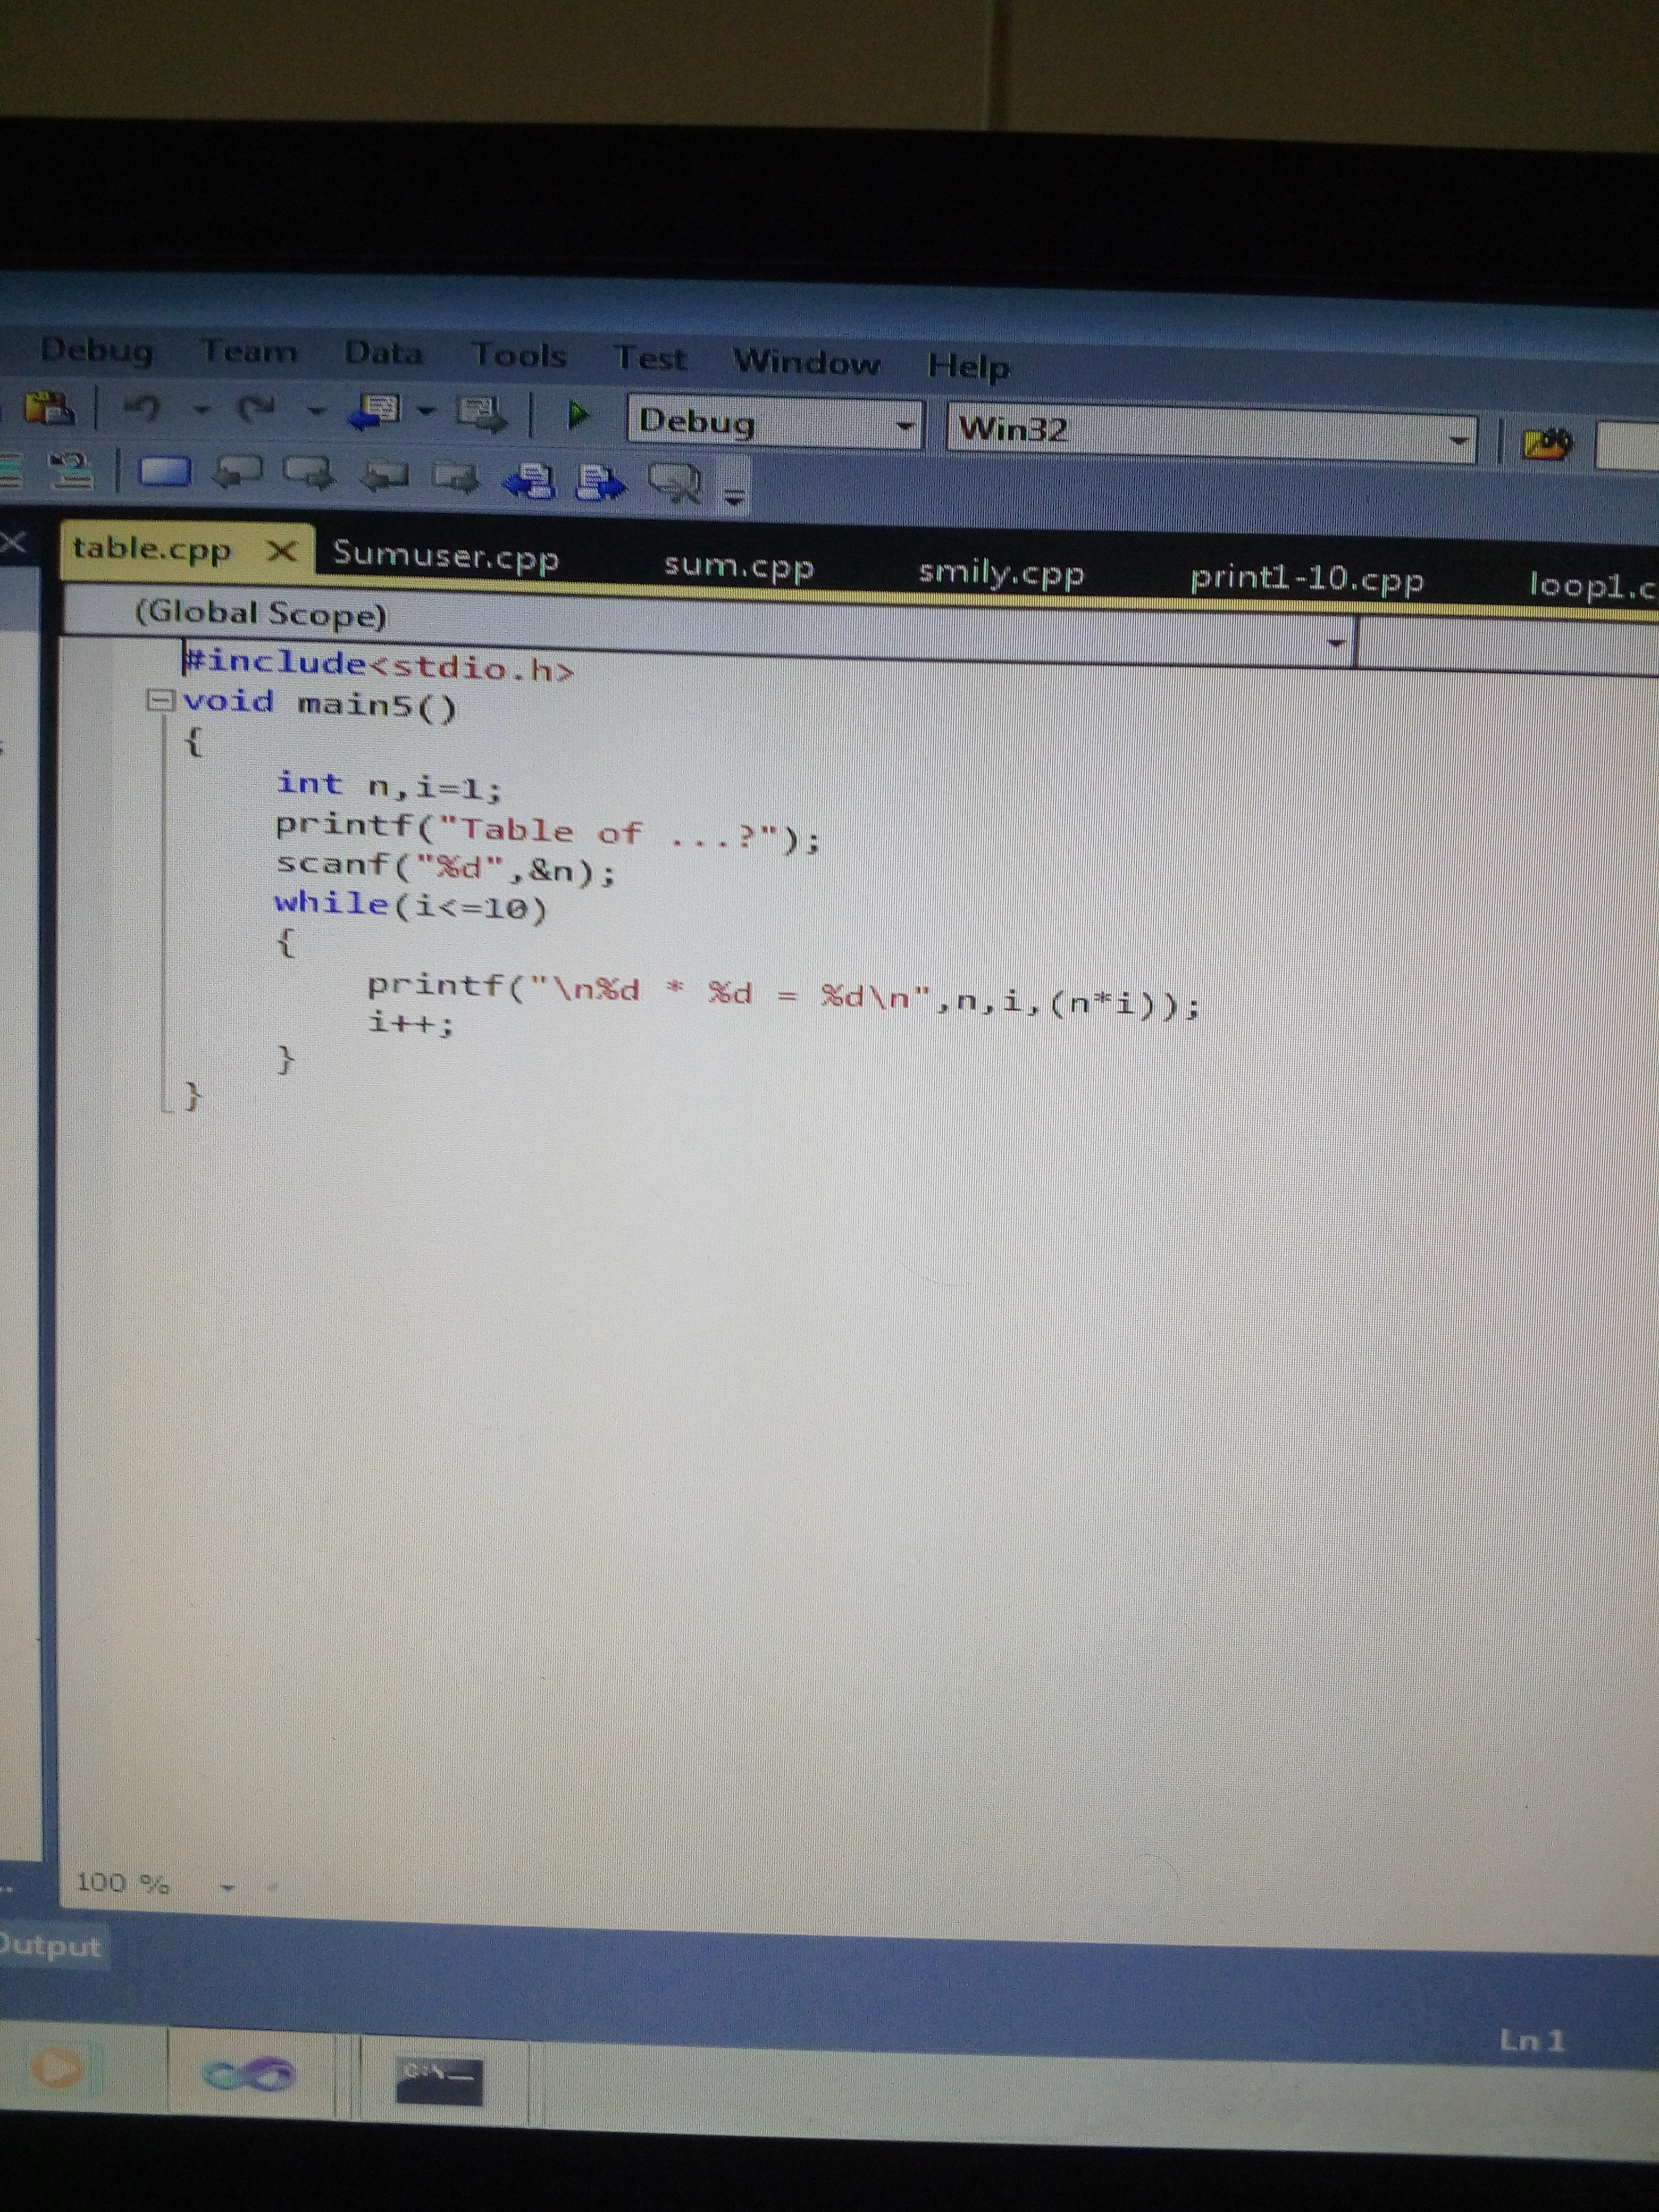 Debug Team Data Tools Test Window Help
Debug Win32
table.cpp Sumuser.cpp sum.cpp smily.cpp print1-10.cpp loop1.c
(Global Scope)
#include<stdio.h>
void main5()
{
int n,i=1;
printf("Table of ...?");
scanf("%d",&n);
while(i<=10)
{
printf("\n%d * %d = %d\n",n,i,(n*i));
i++;
}
}
100 %
Output
Ln 1
C:\_